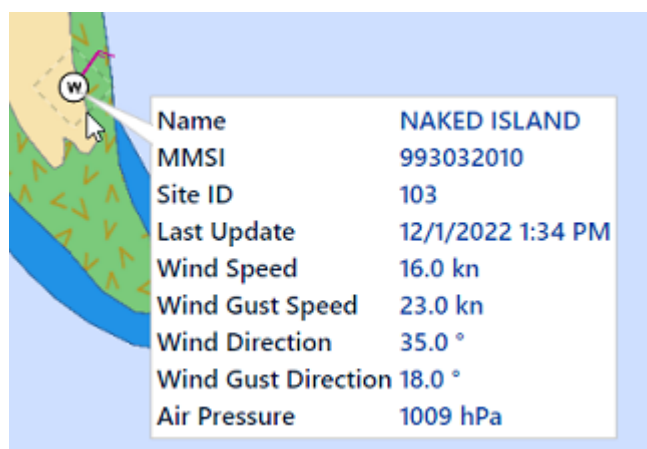 W
Name NAKED ISLAND
MMSI 993032010
Site ID 103
Last Update 12/1/2022 1:34 PM
Wind Speed 16.0 kn
Wind Gust Speed 23.0 kn
Wind Direction 35.0 °
Wind Gust Direction 18.0 °
Air Pressure 1009 hPa